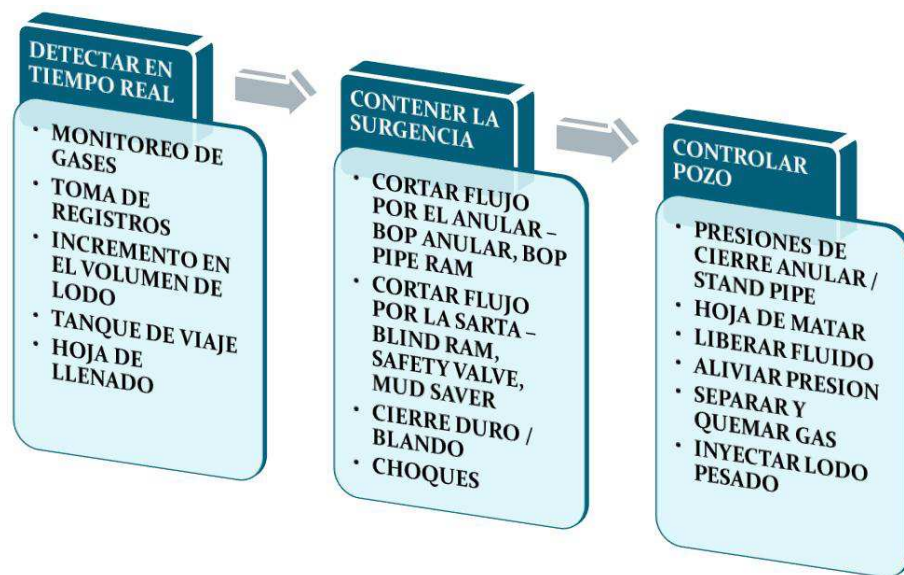 DETECTAR EN
TIEMPO REAL
• MONITOREO DE
GASES
• TOMA DE
REGISTROS
• INCREMENTO EN
EL VOLUMEN DE
LODO
• TANQUE DE VIAJE
• HOJA DE
LLENADO
CONTENER LA
SURGENCIA
• CORTAR FLUJO
POR EL ANULAR –
BOP ANULAR, BOP
PIPE RAM
• CORTAR FLUJO
POR LA SARTA –
BLIND RAM,
SAFETY VALVE,
MUD SAVER
• CIERRE DURO /
BLANDO
• CHOQUES
CONTROLAR
POZO
• PRESIONES DE
CIERRE ANULAR /
STAND PIPE
• HOJA DE MATAR
• LIBERAR FLUIDO
• ALIVIAR PRESION
• SEPARAR Y
QUEMAR GAS
• INYECTAR LODO
PESADO